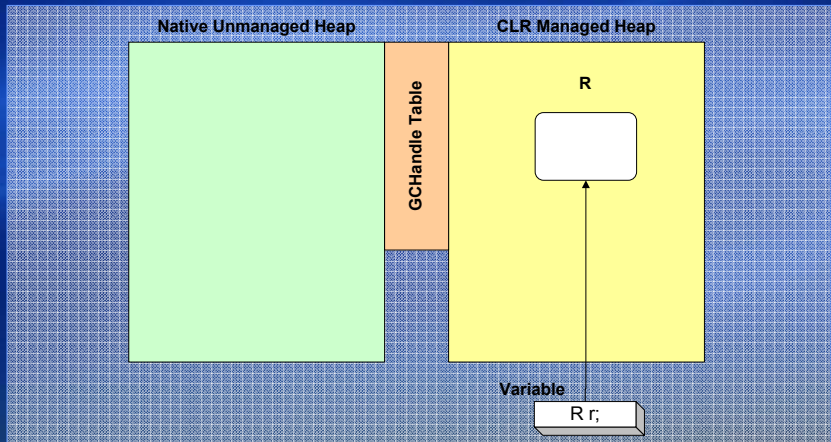 Native Unmanaged Heap
CLR Managed Heap
GCHandle Table
R
Variable
R r;